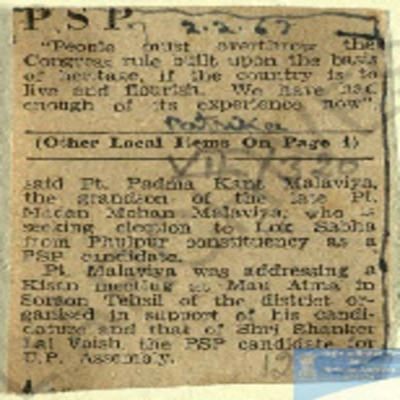 PSP
2.2.67
"People must overthrow the
Congress rule built upon the basis
of heritage, if the country is to
live and flourish. We have had
enough of its experience now"
(Other Local Items On Page 4)
said Pt. Padma Kant Malaviya,
the grandson of the late Pt.
Madan Mohan Malaviya, who is
seeking election to Lok Sabha
from Phulpur constituency as a
PSP candidate.
Pt. Malaviya was addressing a
Kisan meeting at Mau Aima in
Soraon Tehsil of the district or-
ganised in support of his candi-
dature and that of Shri Shanker
Lal Vaish, the PSP candidate for
U.P. Assembly.